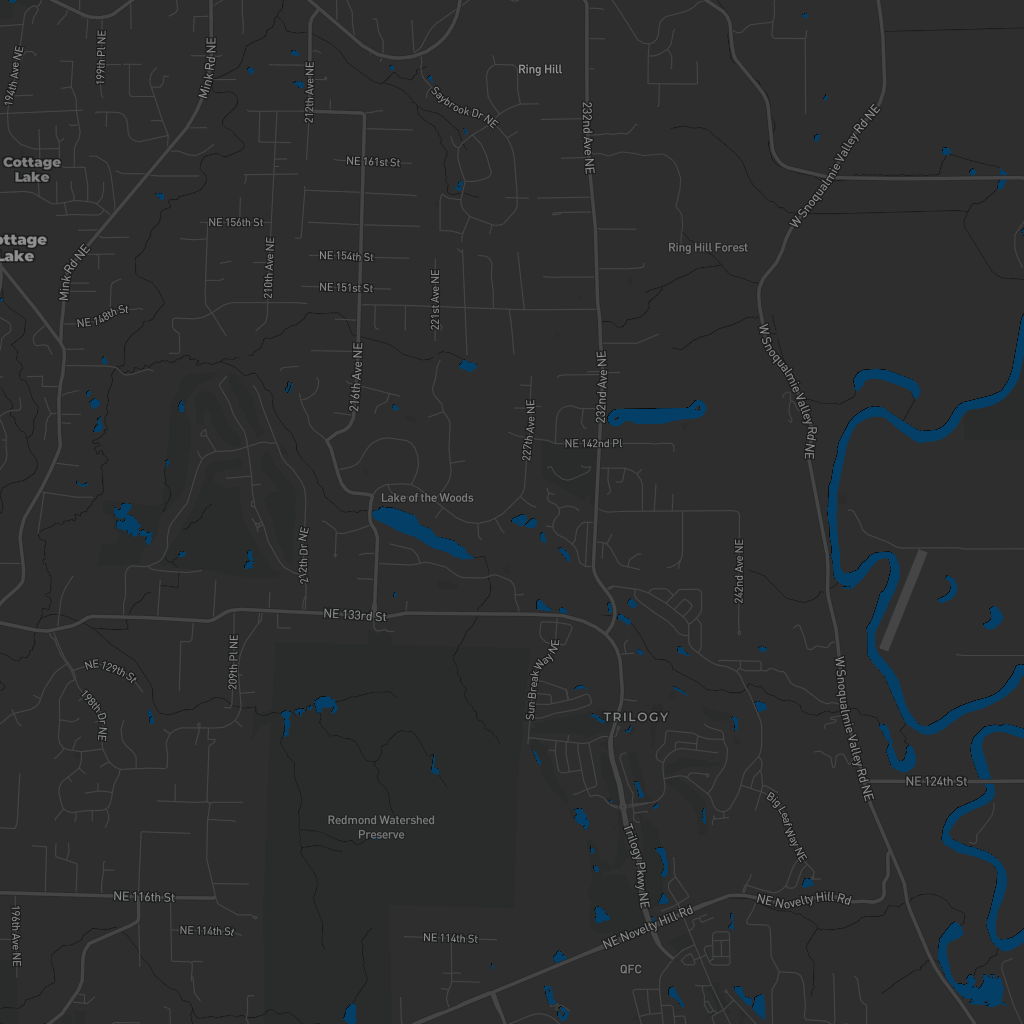 Ring Hill
Mink Rd NE
199th Pl NE
194th Ave NE
212th Ave NE
Saybrook Dr NE
232nd Ave NE
W Snoqualmie Valley Rd NE
Cottage
Lake
NE 161st St
NE 156th St
ottage
Lake
Mink Rd NE
210th Ave NE
NE 154th St
Ring Hill Forest
NE 151st St
221st Ave NE
NE 148th St
216th Ave NE
232nd Ave NE
W Snoqualmie Valley Rd NE
227th Ave NE
NE 142nd Pl
Lake of the Woods
212th Dr NE
242nd Ave NE
NE 133rd St
209th Pl NE
NE 129th St
198th Dr NE
Sun Break Way NE
W Snoqualmie Valley Rd NE
TRILOGY
NE 124th St
Redmond Watershed
Preserve
Big Leaf Way NE
Trilogy Pkwy NE
NE 116th St
NE Novelty Hill Rd
196th Ave NE
NE 114th St
NE 114th St
NE Novelty Hill Rd
QFC